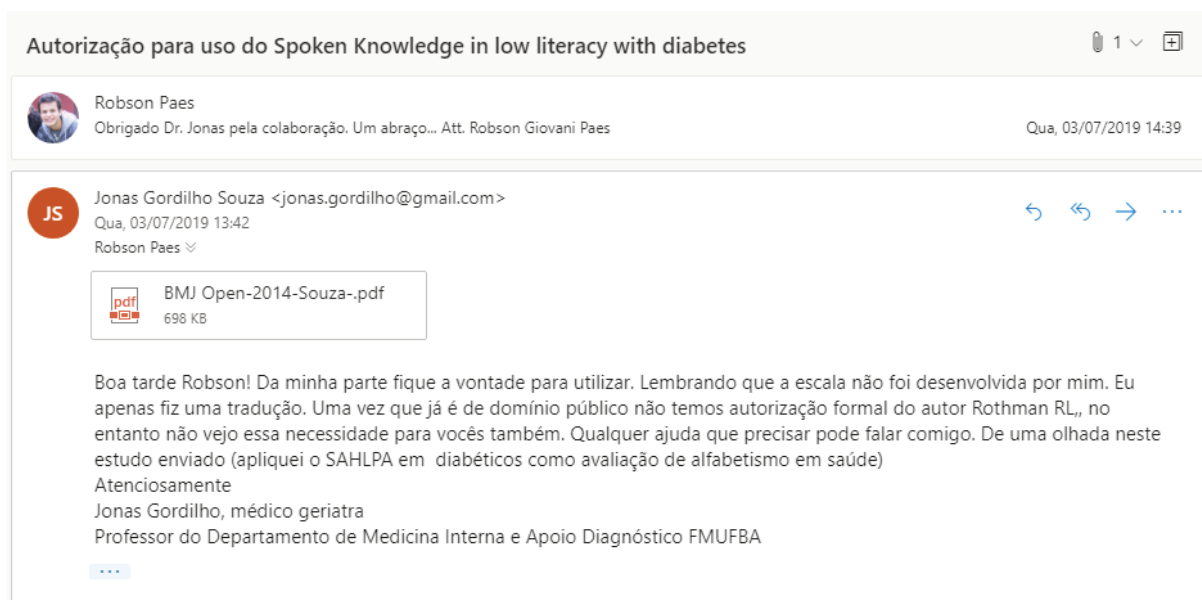 Autorização para uso do Spoken Knowledge in low literacy with diabetes
1
Robson Paes
Obrigado Dr. Jonas pela colaboração. Um abraço... Att. Robson Giovani Paes
Qua, 03/07/2019 14:39
JS
Jonas Gordilho Souza <jonas.gordilho@gmail.com>
Qua, 03/07/2019 13:42
Robson Paes
pdf
BMJ Open-2014-Souza-.pdf
698 KB
Boa tarde Robson! Da minha parte fique a vontade para utilizar. Lembrando que a escala não foi desenvolvida por mim. Eu
apenas fiz uma tradução. Uma vez que já é de domínio público não temos autorização formal do autor Rothman RL,, no
entanto não vejo essa necessidade para vocês também. Qualquer ajuda que precisar pode falar comigo. De uma olhada neste
estudo enviado (apliquei o SAHLPA em  diabéticos como avaliação de alfabetismo em saúde)
Atenciosamente
Jonas Gordilho, médico geriatra
Professor do Departamento de Medicina Interna e Apoio Diagnóstico FMUFBA
...